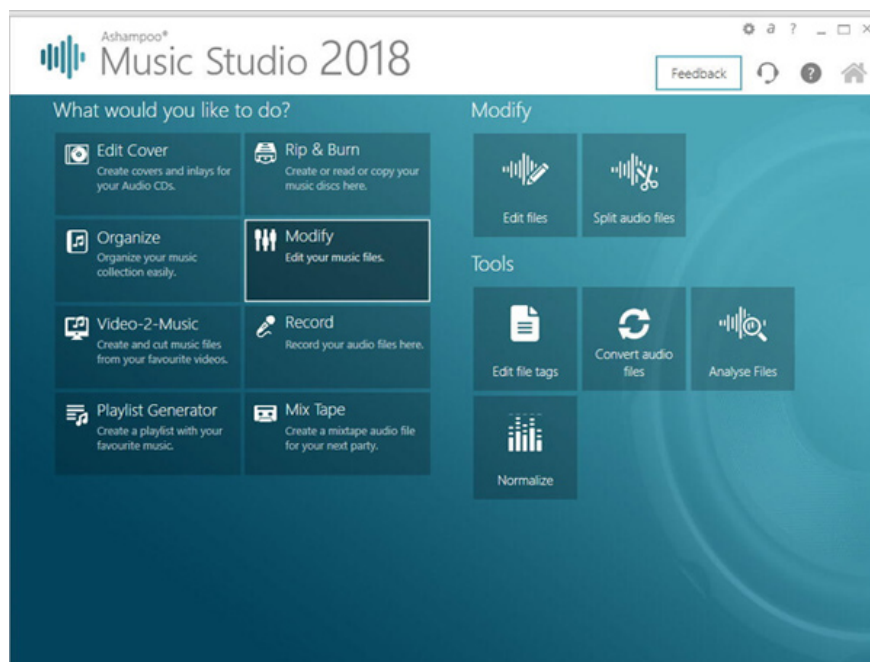 Ashampoo®
Music Studio 2018
a ?
Feedback
?
What would you like to do?
Edit Cover
Create covers and inlays for
your Audio CDs.
Rip & Burn
Create or read or copy your
music discs here.
Organize
Organize your music
collection easily.
Modify
Edit your music files.
Video-2-Music
Create and cut music files
from your favourite videos.
Record
Record your audio files here.
Playlist Generator
Create a playlist with your
favourite music.
Mix Tape
Create a mixtape audio file
for your next party.
Modify
Edit files
Split audio files
Tools
Edit file tags
Convert audio
files
Analyse Files
Normalize